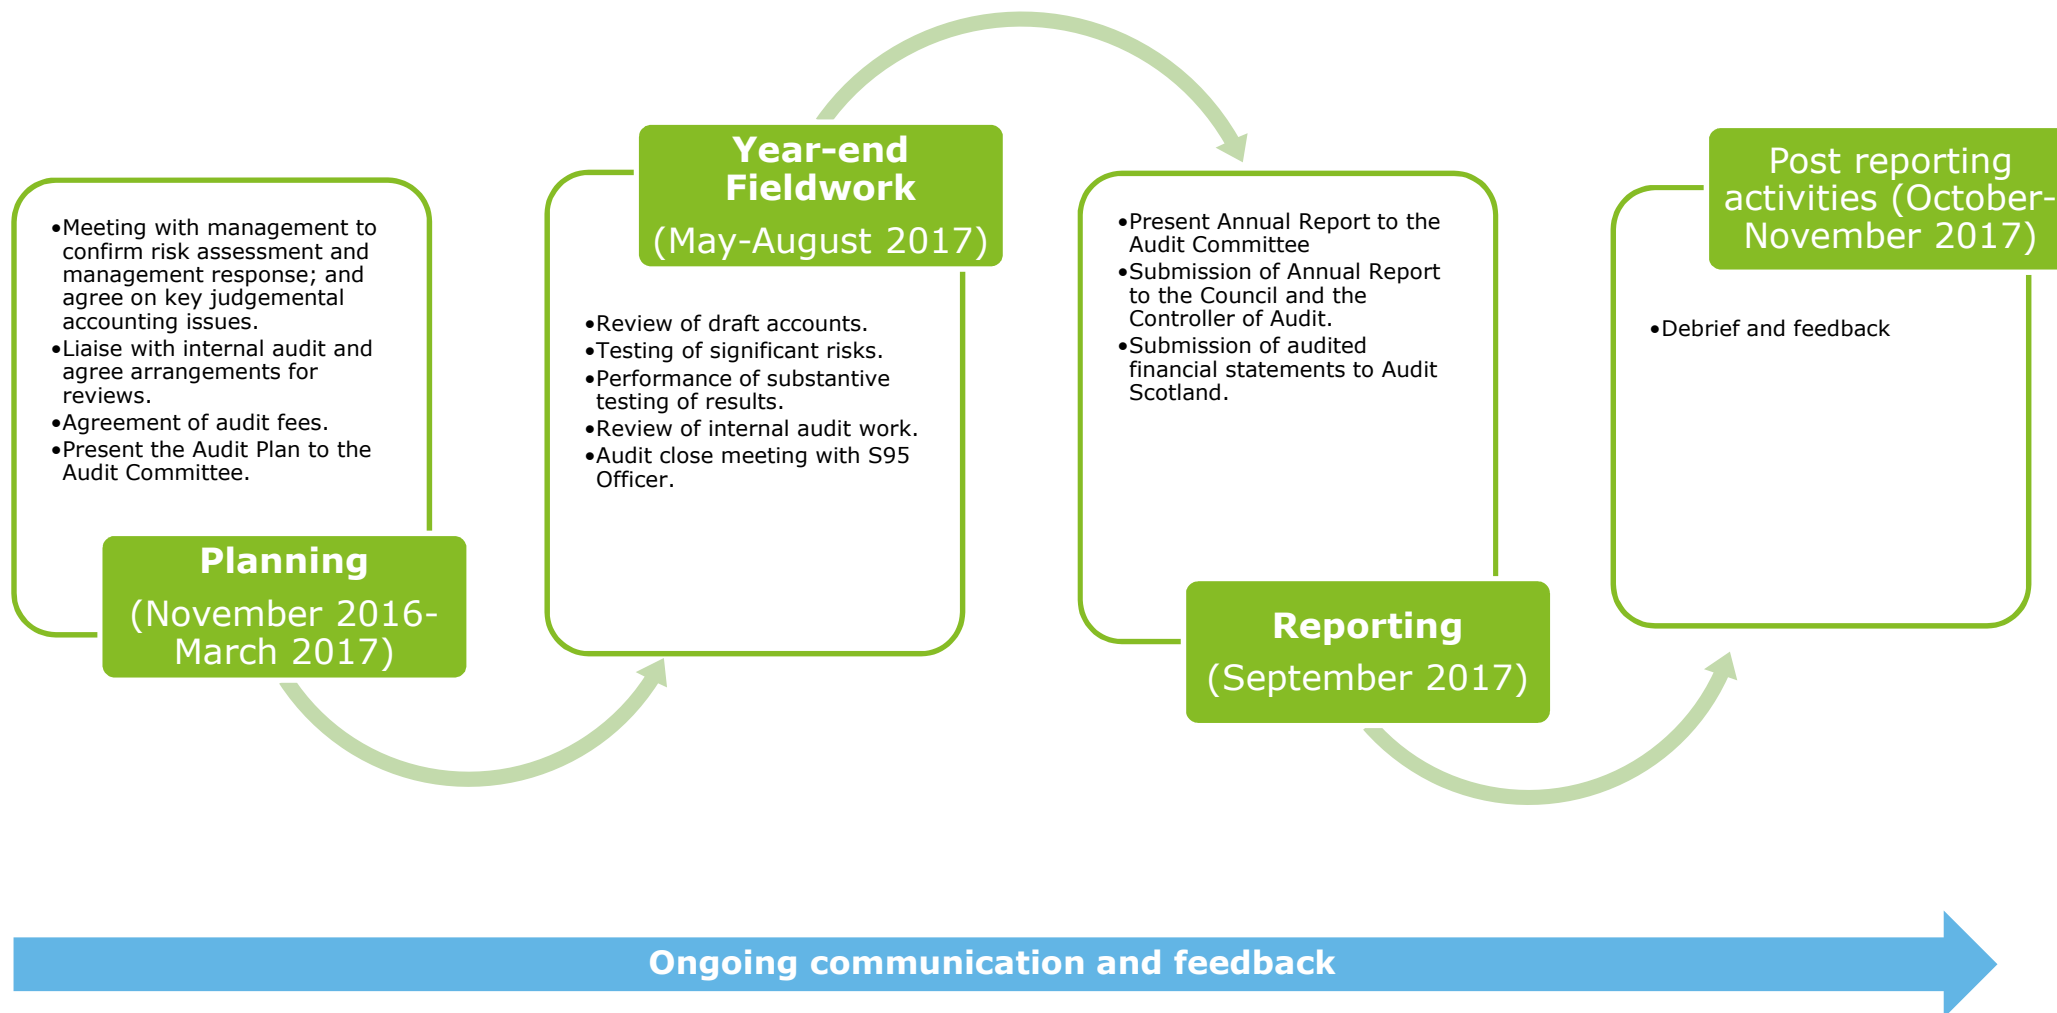 •Meeting with management to
confirm risk assessment and
management response; and
agree on key judgemental
accounting issues.
•Liaise with internal audit and
agree arrangements for
reviews.
•Agreement of audit fees.
•Present the Audit Plan to the
Audit Committee.
Planning
(November 2016-
March 2017)
Year-end
Fieldwork
(May-August 2017)
•Review of draft accounts.
•Testing of significant risks.
•Performance of substantive
testing of results.
•Review of internal audit work.
•Audit close meeting with S95
Officer.
•Present Annual Report to the
Audit Committee
•Submission of Annual Report
to the Council and the
Controller of Audit.
•Submission of audited
financial statements to Audit
Scotland.
Reporting
(September 2017)
Post reporting
activities (October-
November 2017)
•Debrief and feedback
Ongoing communication and feedback